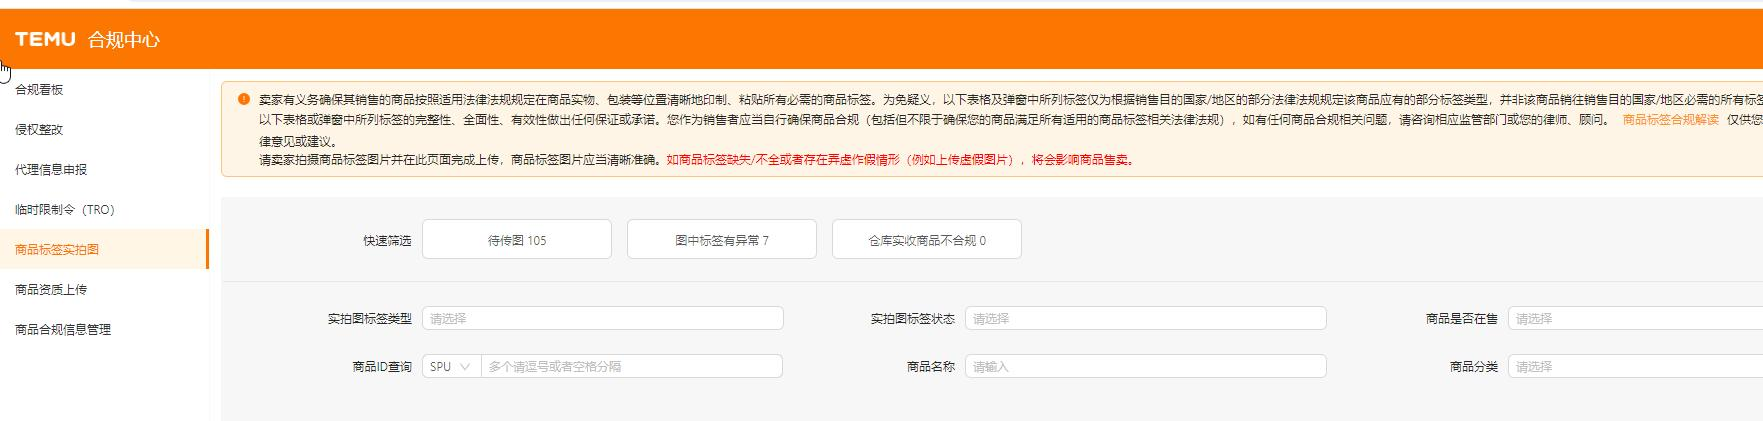 TEMU 合规中心
合规看板
侵权整改
代理信息申报
临时限制令（TRO）
商品标签实拍图
商品资质上传
商品合规信息管理
卖家有义务确保其销售的商品按照适用法律法规规定在商品实物、包装等位置清晰地印制、粘贴所有必需的商品标签。为免疑义，以下表格及弹窗中所列标签仅为根据销售目的国家/地区的部分法律法规规定该商品应有的部分标签类型，并非该商品销往销售目的国家/地区必需的所有标签
以下表格或弹窗中所列标签的完整性、全面性、有效性做出任何保证或承诺。您作为销售者应当自行确保商品合规（包括但不限于确保您的商品满足所有适用的商品标签相关法律法规），如有任何商品合规相关问题，请咨询相应监管部门或您的律师、顾问。 商品标签合规解读 仅供您
律意见或建议。
请卖家拍摄商品标签图片并在此页面完成上传，商品标签图片应当清晰准确。如商品标签缺失/不全或者存在弄虚作假情形（例如上传虚假图片），将会影响商品售卖。
快速筛选 待传图 105 图中标签有异常 7 仓库实收商品不合规 0
实拍图标签类型 请选择 实拍图标签状态 请选择 商品是否在售 请选择
商品ID查询 SPU 多个请逗号或者空格分隔 商品名称 请输入 商品分类 请选择